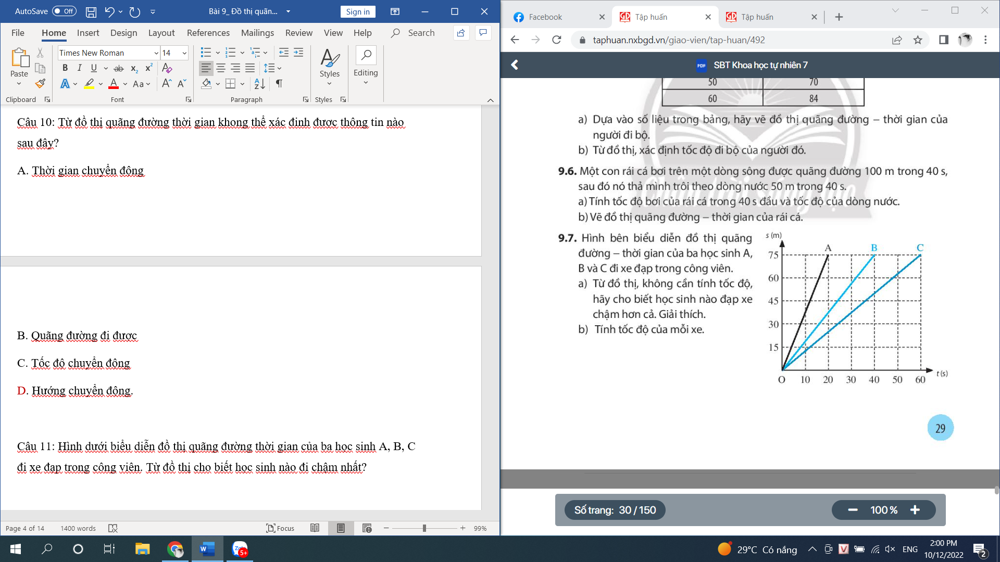 AutoSave Off Bài 9_ Đồ thị quãn... Sign in
File Home Insert Design Layout References Mailings Review View Help Search
Times New Roman 14
Paste Styles Editing
Clipboard Font Paragraph Styles
Câu 10: Từ đồ thị quãng đường thời gian khong thể xác định được thông tin nào
sau đây?
A. Thời gian chuyển động
B. Quãng đường đi được
C. Tốc độ chuyển động
D. Hướng chuyển động.
Câu 11: Hình dưới biểu diễn đồ thị quãng đường thời gian của ba học sinh A, B, C
đi xe đạp trong công viên. Từ đồ thị cho biết học sinh nào đi chậm nhất?
Page 4 of 14 1400 words Focus 99%
Facebook Tập huấn Tập huấn
taphuan.nxbgd.vn/giao-vien/tap-huan/492
PDF SBT Khoa học tự nhiên 7
50 70
60 84
a) Dựa vào số liệu trong bảng, hãy vẽ đồ thị quãng đường – thời gian của
người đi bộ.
b) Từ đồ thị, xác định tốc độ đi bộ của người đó.
9.6. Một con rái cá bơi trên một dòng sông được quãng đường 100 m trong 40 s,
sau đó nó thả mình trôi theo dòng nước 50 m trong 40 s.
a) Tính tốc độ bơi của rái cá trong 40 s đầu và tốc độ của dòng nước.
b) Vẽ đồ thị quãng đường – thời gian của rái cá.
Chân trời sáng tạo
9.7. Hình bên biểu diễn đồ thị quãng
đường – thời gian của ba học sinh A,
B và C đi xe đạp trong công viên.
a) Từ đồ thị, không cần tính tốc độ,
hãy cho biết học sinh nào đạp xe
chậm hơn cả. Giải thích.
b) Tính tốc độ của mỗi xe.
s (m)
A B C
75
60
45
30
15
O 10 20 30 40 50 60
t (s)
29
Số trang: 30 / 150
100 %
29°C Có nắng ENG 2:00 PM
10/12/2022
2
5+